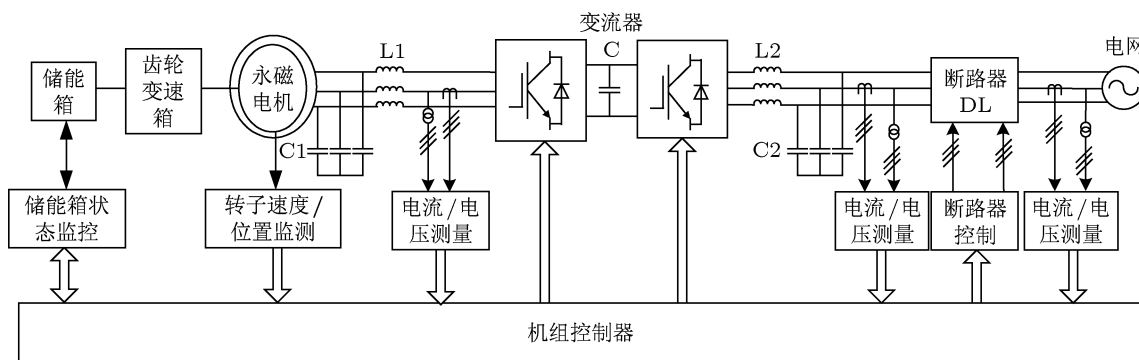 变流器
电网
L1
C
L2
储能
箱
齿轮
变速
箱
永磁
电机
断路器
DL
C1
C2
储能箱状
态监控
转子速度/
位置监测
电流/电
压测量
电流/电
压测量
断路器
控制
电流/电
压测量
机组控制器